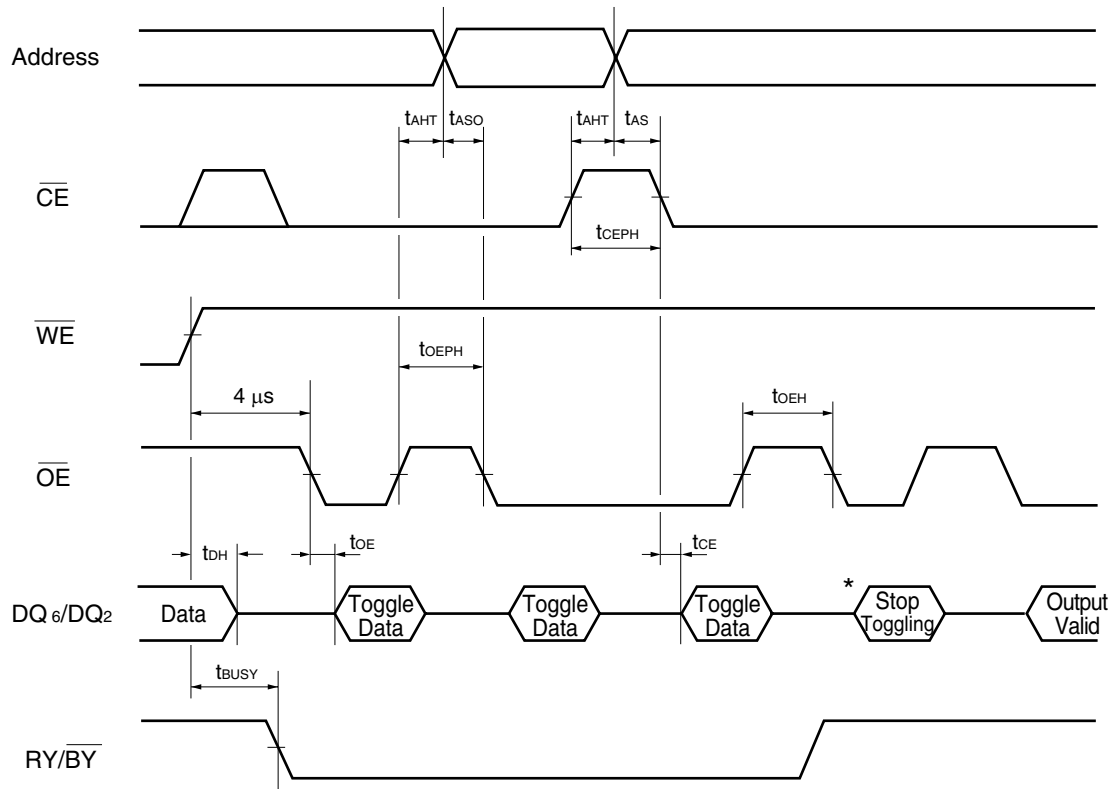 Address
tAHT tASO tAHT tAS
CE
tCEPH
WE
tOEPH
4 μs
tOEH
OE
tDH
tOE
tCE
DQ6/DQ2
Data
Toggle
Data
Toggle
Data
Toggle
Data
*
Stop
Toggling
Output
Valid
tBUSY
RY/BY